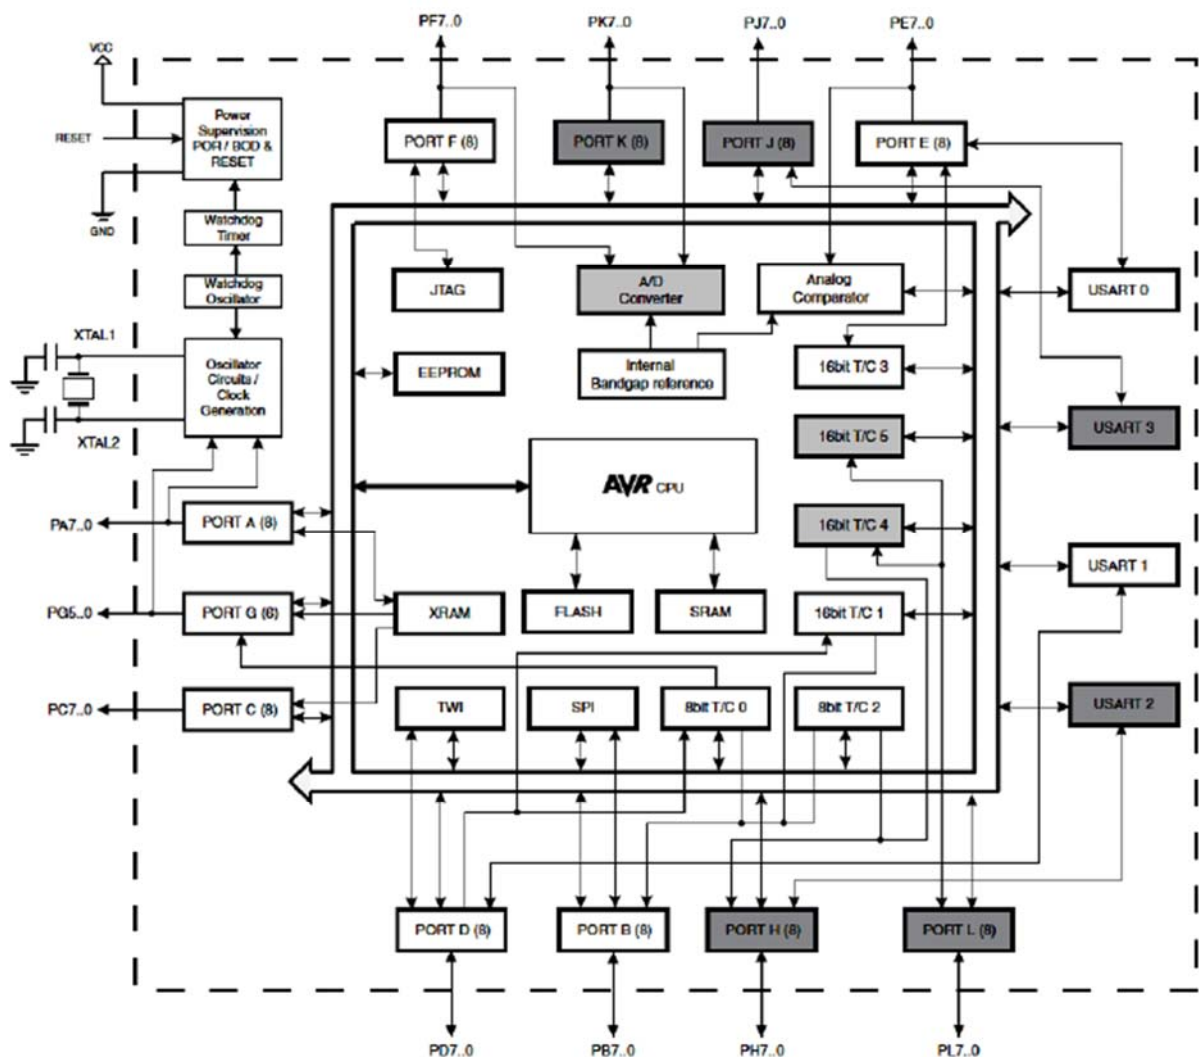 PF7..0
PK7..0
PJ7..0
PE7..0
VCC
RESET
GND
Power
Supervision
POR / BOD &
RESET
PORT F (8)
PORT K (8)
PORT J (8)
PORT E (8)
Watchdog
Timer
Watchdog
Oscillator
XTAL1
XTAL2
Oscillator
Circuits /
Clock
Generation
JTAG
A/D
Converter
Analog
Comparator
USART 0
EEPROM
Internal
Bandgap reference
16bit T/C 3
USART 3
16bit T/C 5
AVR CPU
PA7..0
PORT A (8)
16bit T/C 4
USART 1
PG5..0
PORT G (6)
XRAM
FLASH
SRAM
16bit T/C 1
PC7..0
PORT C (8)
TWI
SPI
8bit T/C 0
8bit T/C 2
USART 2
PORT D (8)
PORT B (8)
PORT H (8)
PORT L (8)
PD7..0
PB7..0
PH7..0
PL7..0